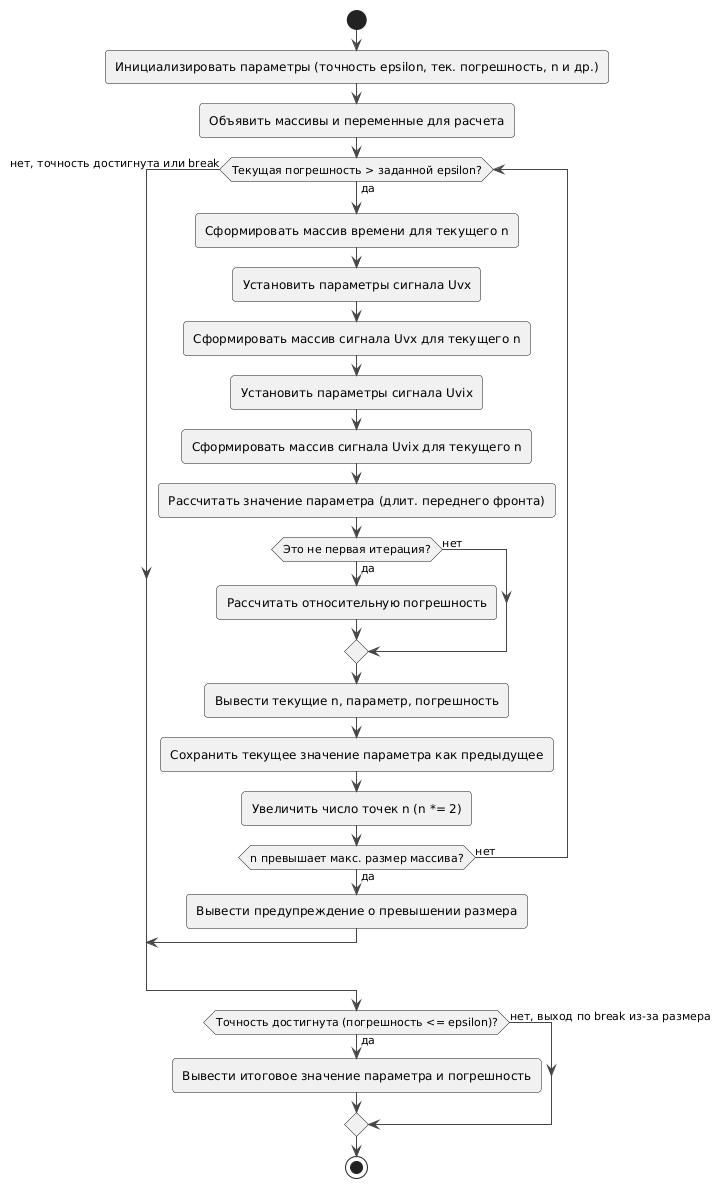 Инициализировать параметры (точность epsilon, тек. погрешность, n и др.)
Объявить массивы и переменные для расчета
нет, точность достигнута или break
Текущая погрешность > заданной epsilon?
да
Сформировать массив времени для текущего n
Установить параметры сигнала Uvx
Сформировать массив сигнала Uvx для текущего n
Установить параметры сигнала Uvix
Сформировать массив сигнала Uvix для текущего n
Рассчитать значение параметра (длит. переднего фронта)
Это не первая итерация?
нет
да
Рассчитать относительную погрешность
Вывести текущие n, параметр, погрешность
Сохранить текущее значение параметра как предыдущее
Увеличить число точек n (n *= 2)
n превышает макс. размер массива?
нет
да
Вывести предупреждение о превышении размера
Точность достигнута (погрешность <= epsilon)?
нет, выход по break из-за размера
да
Вывести итоговое значение параметра и погрешность